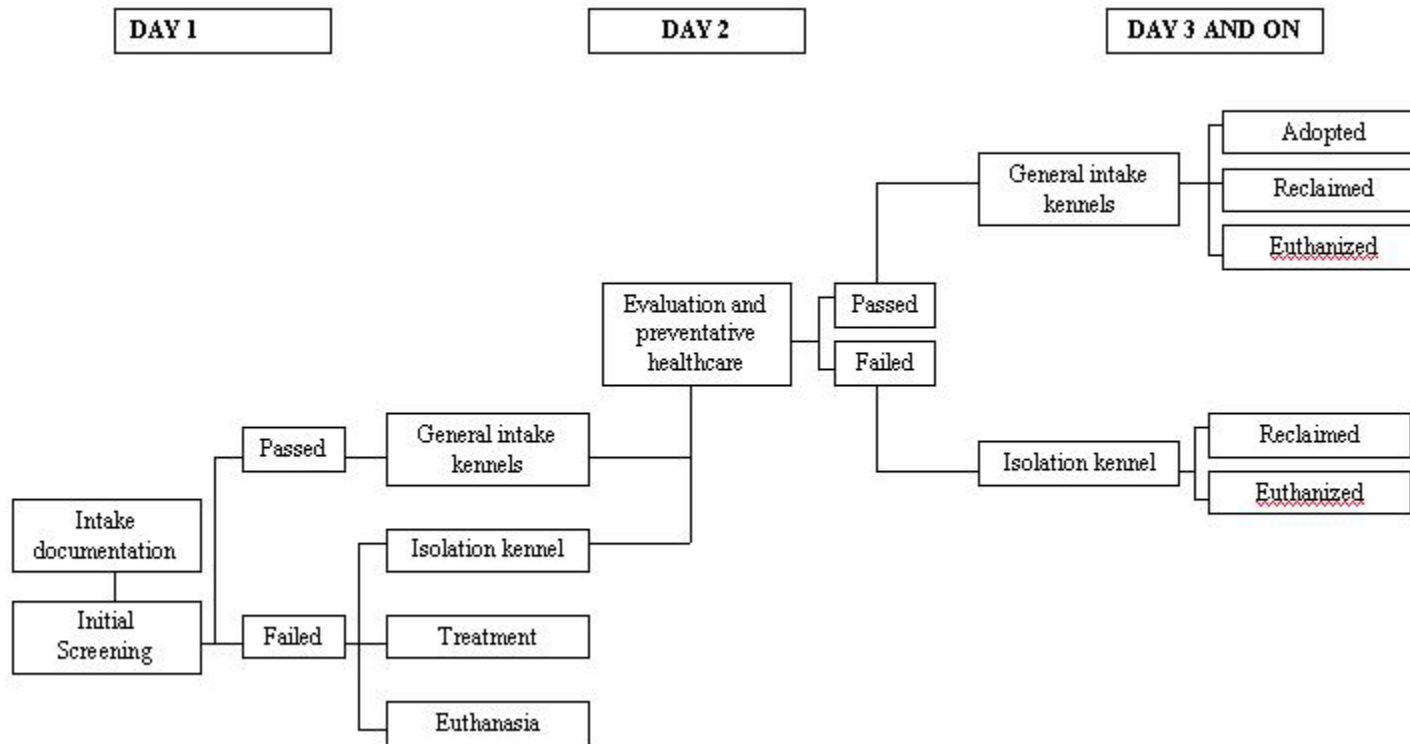 DAY 1
DAY 2
DAY 3 AND ON
Adopted
General intake
kennels
Reclaimed
Euthanized
Evaluation and
preventative
healthcare
Passed
Failed
Passed
General intake
kennels
Isolation kennel
Reclaimed
Euthanized
Intake
documentation
Isolation kennel
Initial
Screening
Failed
Treatment
Euthanasia